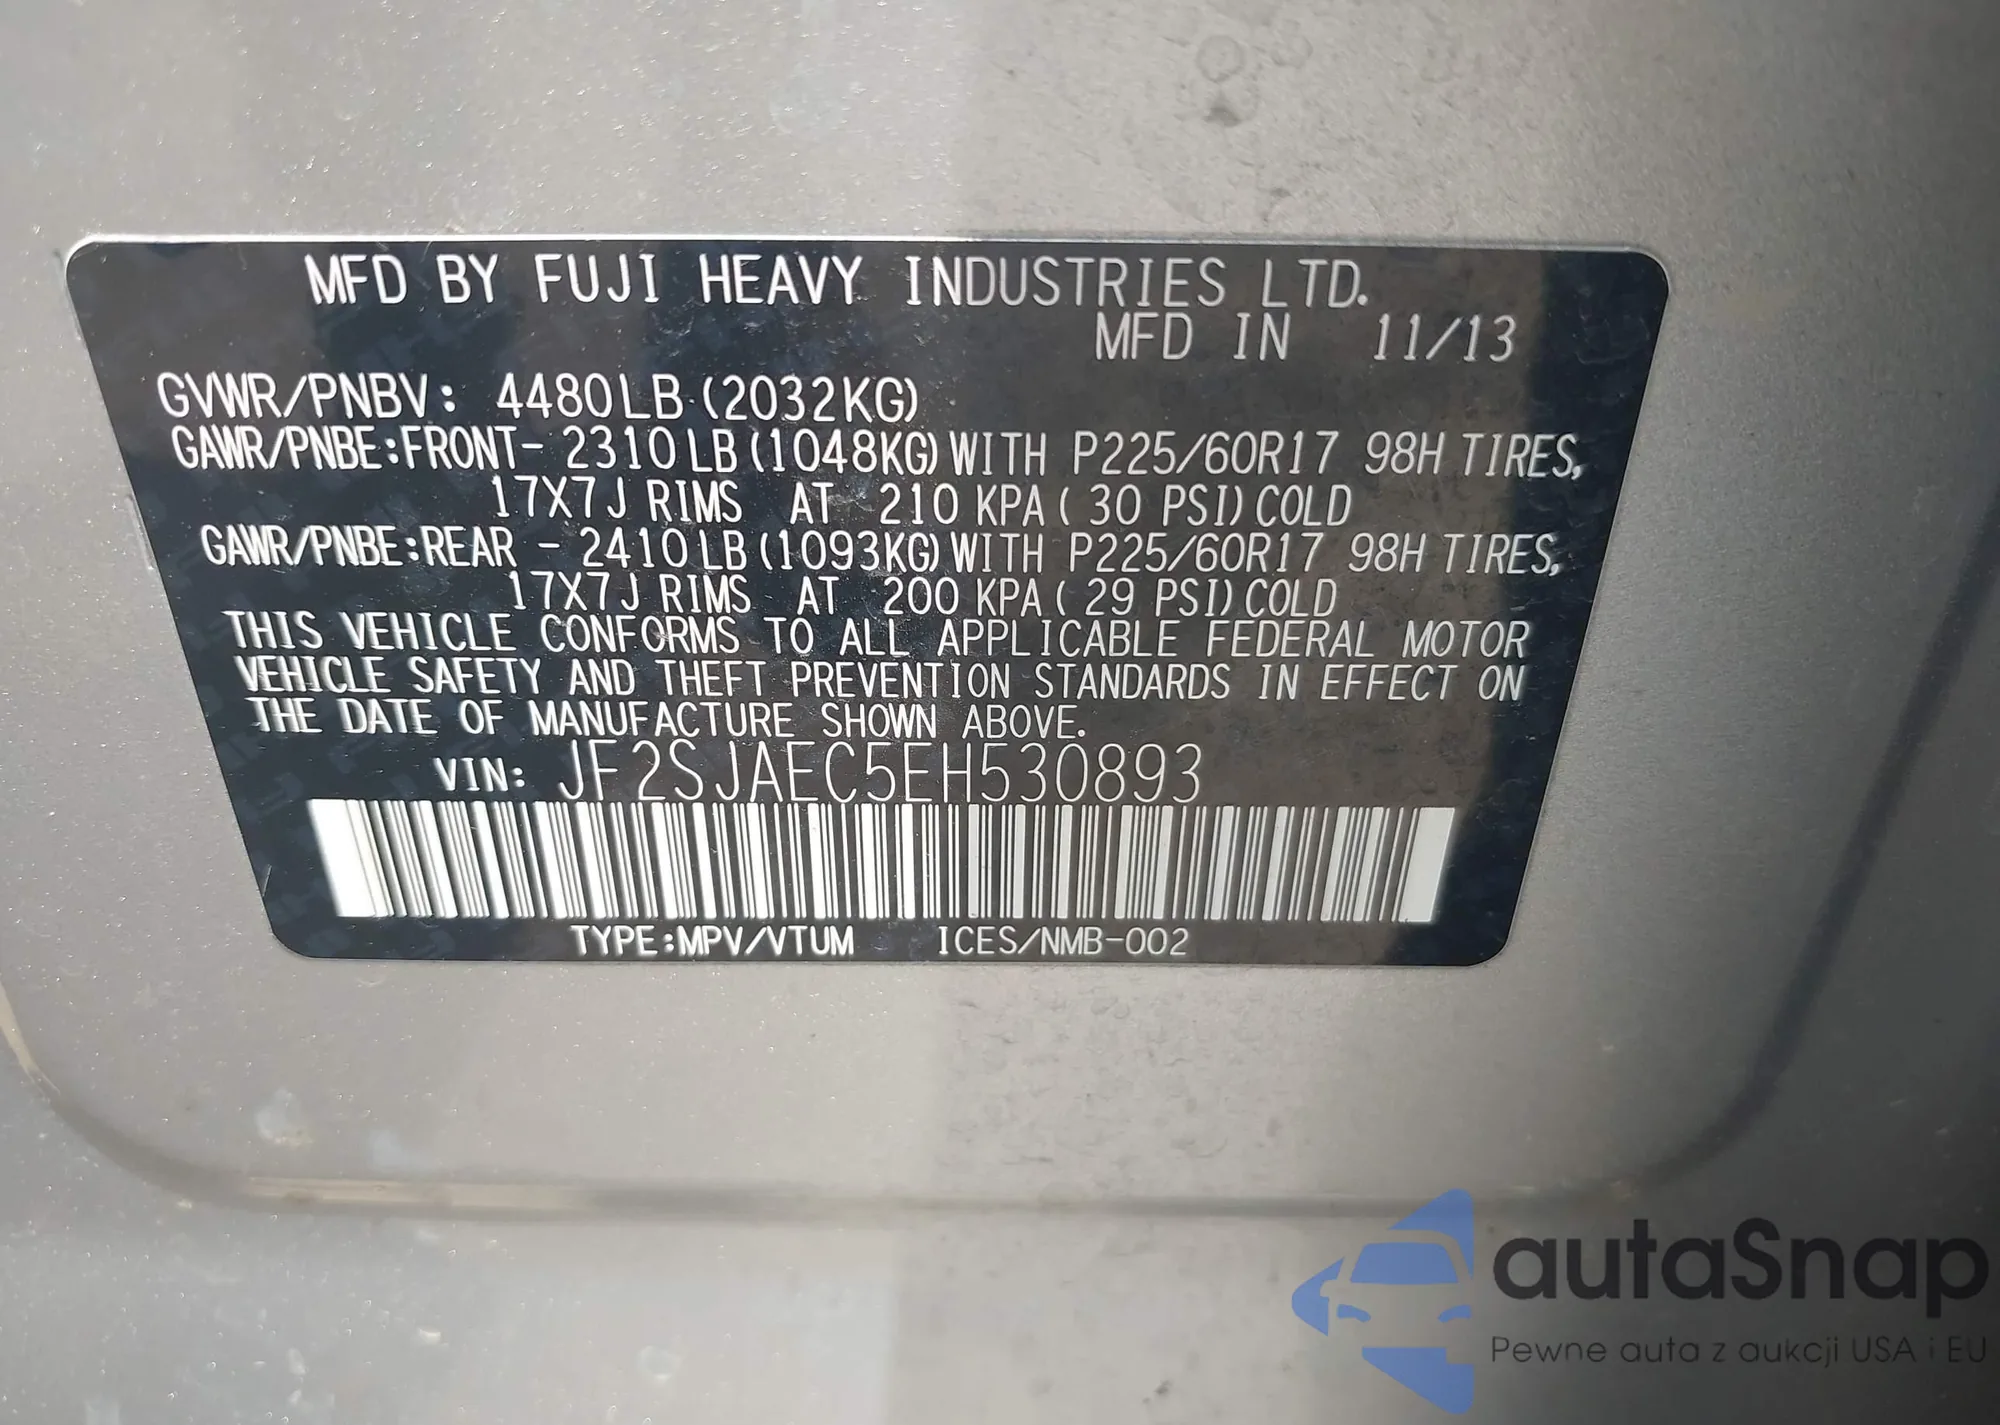 MFD BY FUJI HEAVY INDUSTRIES LTD.
MFD IN 11/13
GVWR/PNBV: 4480LB (2032KG)
GAWR/PNBE:FRONT- 2310LB(1048KG)WITH P225/60R17 98H TIRES,
17X7J RIMS AT 210 KPA( 30 PSI)COLD
GAWR/PNBE:REAR - 2410LB(1093KG)WITH P225/60R17 98H TIRES,
17X7J RIMS AT 200 KPA( 29 PSI)COLD
THIS VEHICLE CONFORMS TO ALL APPLICABLE FEDERAL MOTOR
VEHICLE SAFETY AND THEFT PREVENTION STANDARDS IN EFFECT ON
THE DATE OF MANUFACTURE SHOWN ABOVE.
VIN: JF2SJAEC5EH530893
TYPE:MPV/VTUM ICES/NMB-002
autaSnap
Pewne auta z aukcji USA i EU